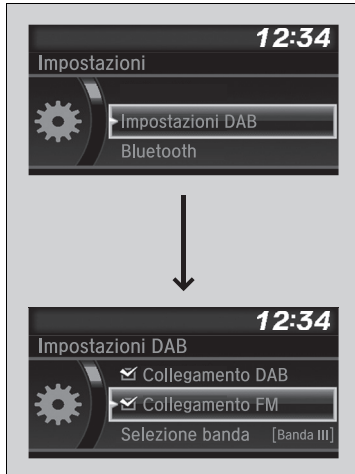 12:34
Impostazioni
Impostazioni DAB
Bluetooth
12:34
Impostazioni DAB
Collegamento DAB
Collegamento FM
Selezione banda [Banda III]